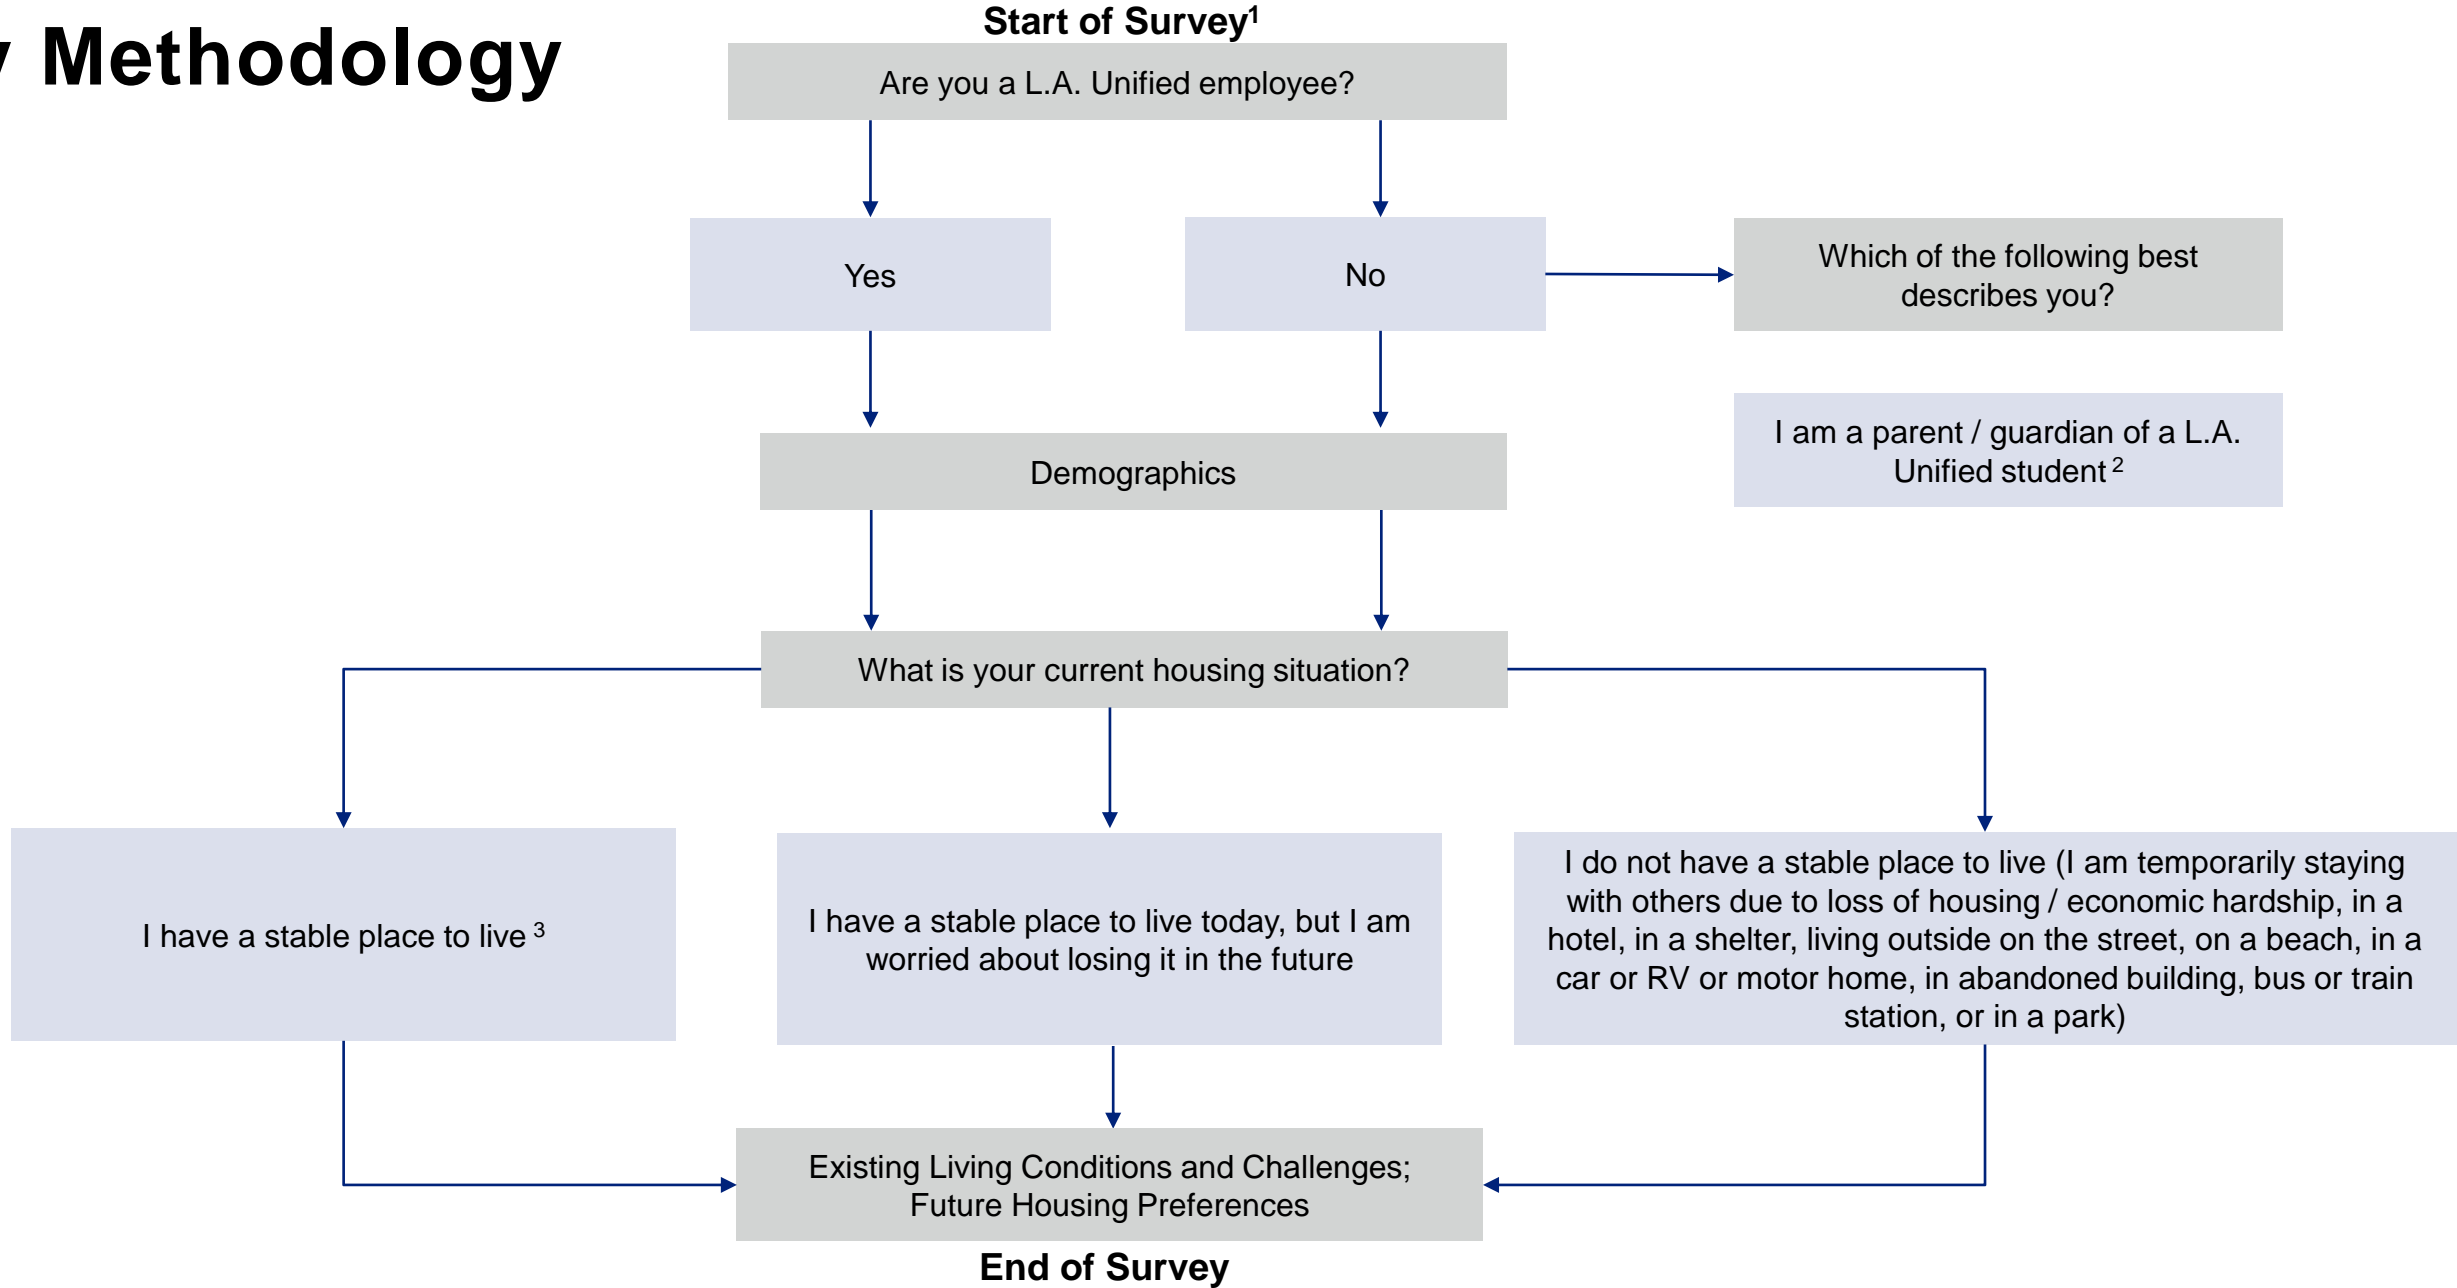 y Methodology
Start of Survey¹
Are you a L.A. Unified employee?
Yes
No
Which of the following best
describes you?
I am a parent / guardian of a L.A.
Unified student ²
Demographics
What is your current housing situation?
I have a stable place to live ³
I have a stable place to live today, but I am
worried about losing it in the future
I do not have a stable place to live (I am temporarily staying
with others due to loss of housing / economic hardship, in a
hotel, in a shelter, living outside on the street, on a beach, in a
car or RV or motor home, in abandoned building, bus or train
station, or in a park)
Existing Living Conditions and Challenges;
Future Housing Preferences
End of Survey